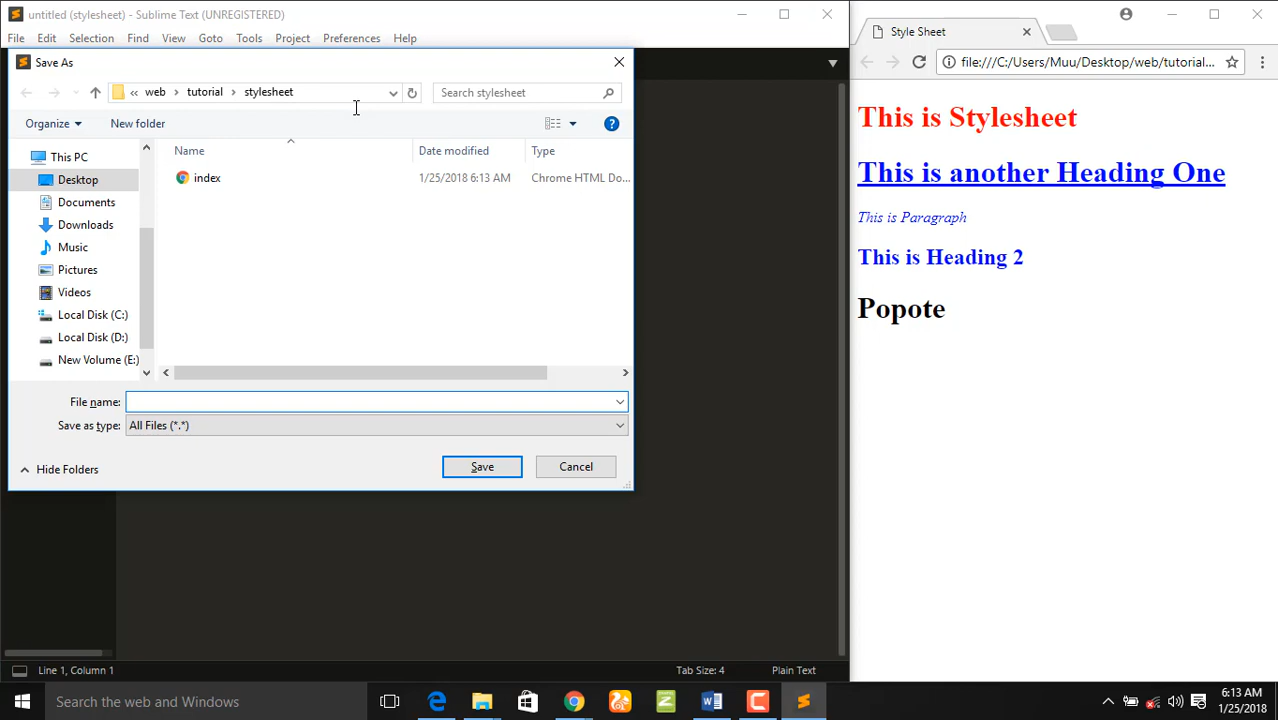 untitled (stylesheet) - Sublime Text (UNREGISTERED)
File Edit Selection Find View Goto Tools Project Preferences Help
Save As
« web › tutorial › stylesheet
Search stylesheet
Organize
New folder
Name Date modified Type
index 1/25/2018 6:13 AM Chrome HTML Do...
This PC
Desktop
Documents
Downloads
Music
Pictures
Videos
Local Disk (C:)
Local Disk (D:)
New Volume (E:)
File name:
Save as type: All Files (*.*)
Hide Folders
Save
Cancel
Line 1, Column 1
Tab Size: 4
Plain Text
Style Sheet
file:///C:/Users/Muu/Desktop/web/tutorial...
This is Stylesheet
This is another Heading One
This is Paragraph
This is Heading 2
Popote
Search the web and Windows
6:13 AM
1/25/2018